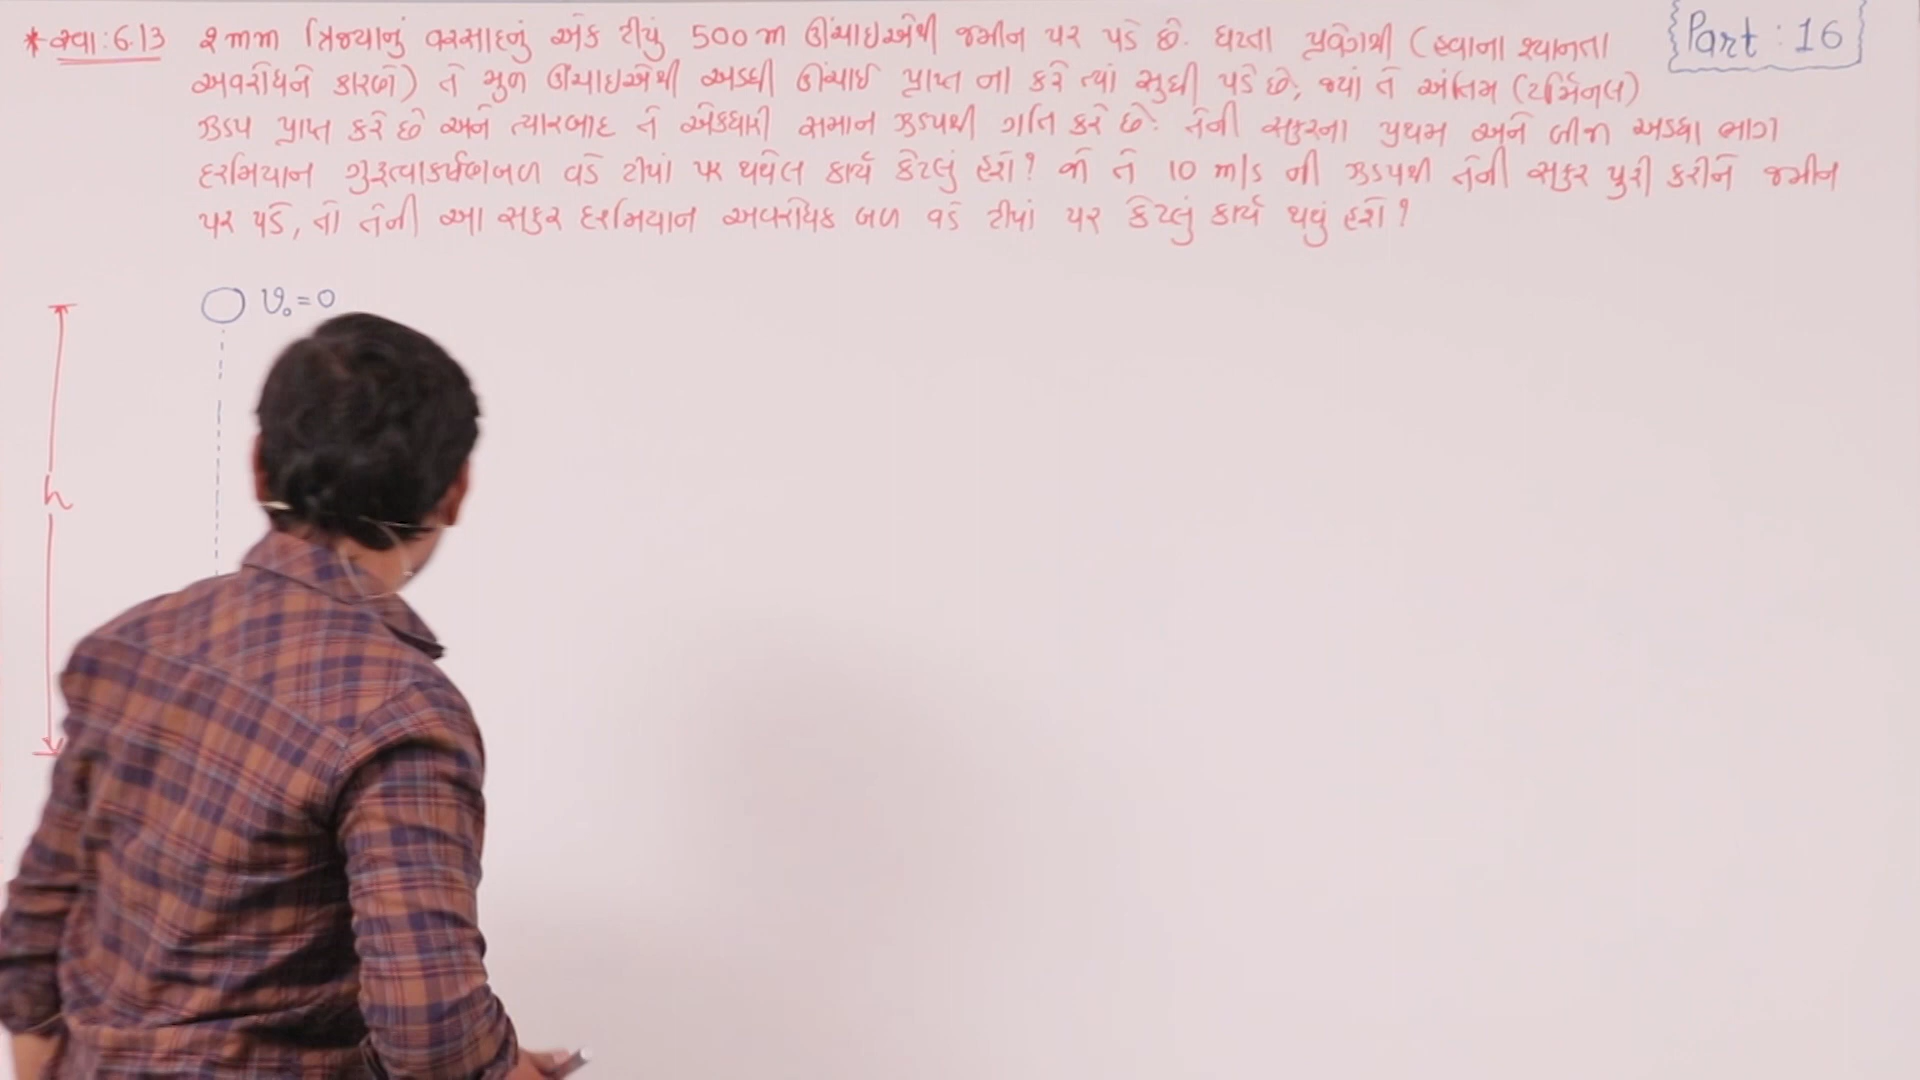 * સ્વા : 6.13 2 mm ત્રિજ્યાનું વરસાદનું એક ટીપું 500 m ઊંચાઇએથી જમીન પર પડે છે. ઘટતા પ્રવેગથી (હવાના શ્યાનતા
અવરોધને કારણે) તે મુળ ઊંચાઇએથી અડધી ઊંચાઈ પ્રાપ્ત ના કરે ત્યાં સુધી પડે છે, જ્યાં તે અંતિમ (ટર્મિનલ)
ઝડપ પ્રાપ્ત કરે છે અને ત્યારબાદ તે એકધારી સમાન ઝડપથી ગતિ કરે છે. તેની સફરના પ્રથમ અને બીજા અડધા ભાગ
દરમિયાન ગુરુત્વાકર્ષણબળ વડે ટીપાં પર થયેલ કાર્ય કેટલું હશે? જો તે 10 m/s ની ઝડપથી તેની સફર પુરી કરીને જમીન
પર પડે, તો તેની આ સફર દરમિયાન અવરોધક બળ વડે ટીપાં પર કેટલું કાર્ય થયું હશે?
Part : 16
v₀ = 0
h